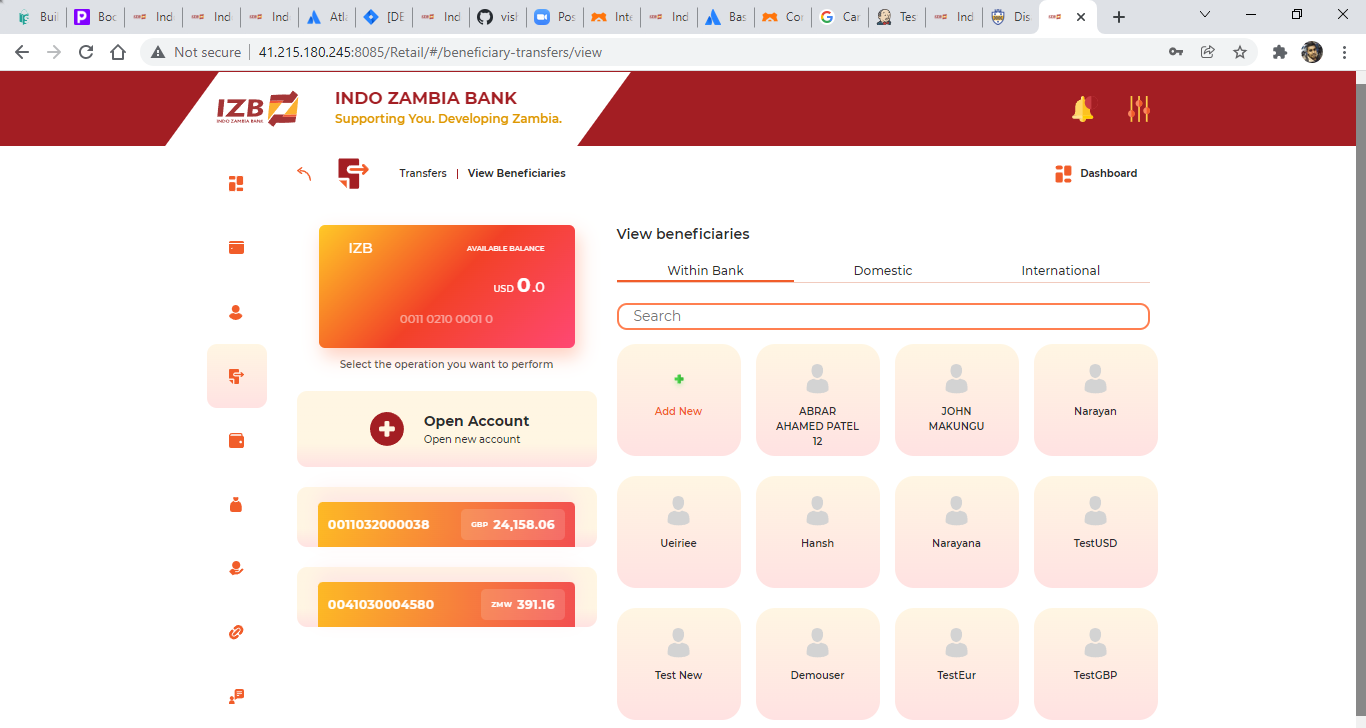 Buil
Boc
Ind
Ind
Ind
Atla
[DE
Ind
visl
Pos
Inte
Ind
Bas
Cor
Car
Tes
Ind
Dis
Not secure
41.215.180.245:8085/Retail/#/beneficiary-transfers/view
IZB
INDO ZAMBIA BANK
INDO ZAMBIA BANK
Supporting You. Developing Zambia.
Transfers | View Beneficiaries
Dashboard
IZB
AVAILABLE BALANCE
USD 0.0
0011 0210 0001 0
Select the operation you want to perform
Open Account
Open new account
0011032000038 GBP 24,158.06
0041030004580 ZMW 391.16
View beneficiaries
Within Bank Domestic International
Search
Add New
ABRAR
AHAMED PATEL
12
JOHN
MAKUNGU
Narayan
Ueiriee
Hansh
Narayana
TestUSD
Test New
Demouser
TestEur
TestGBP